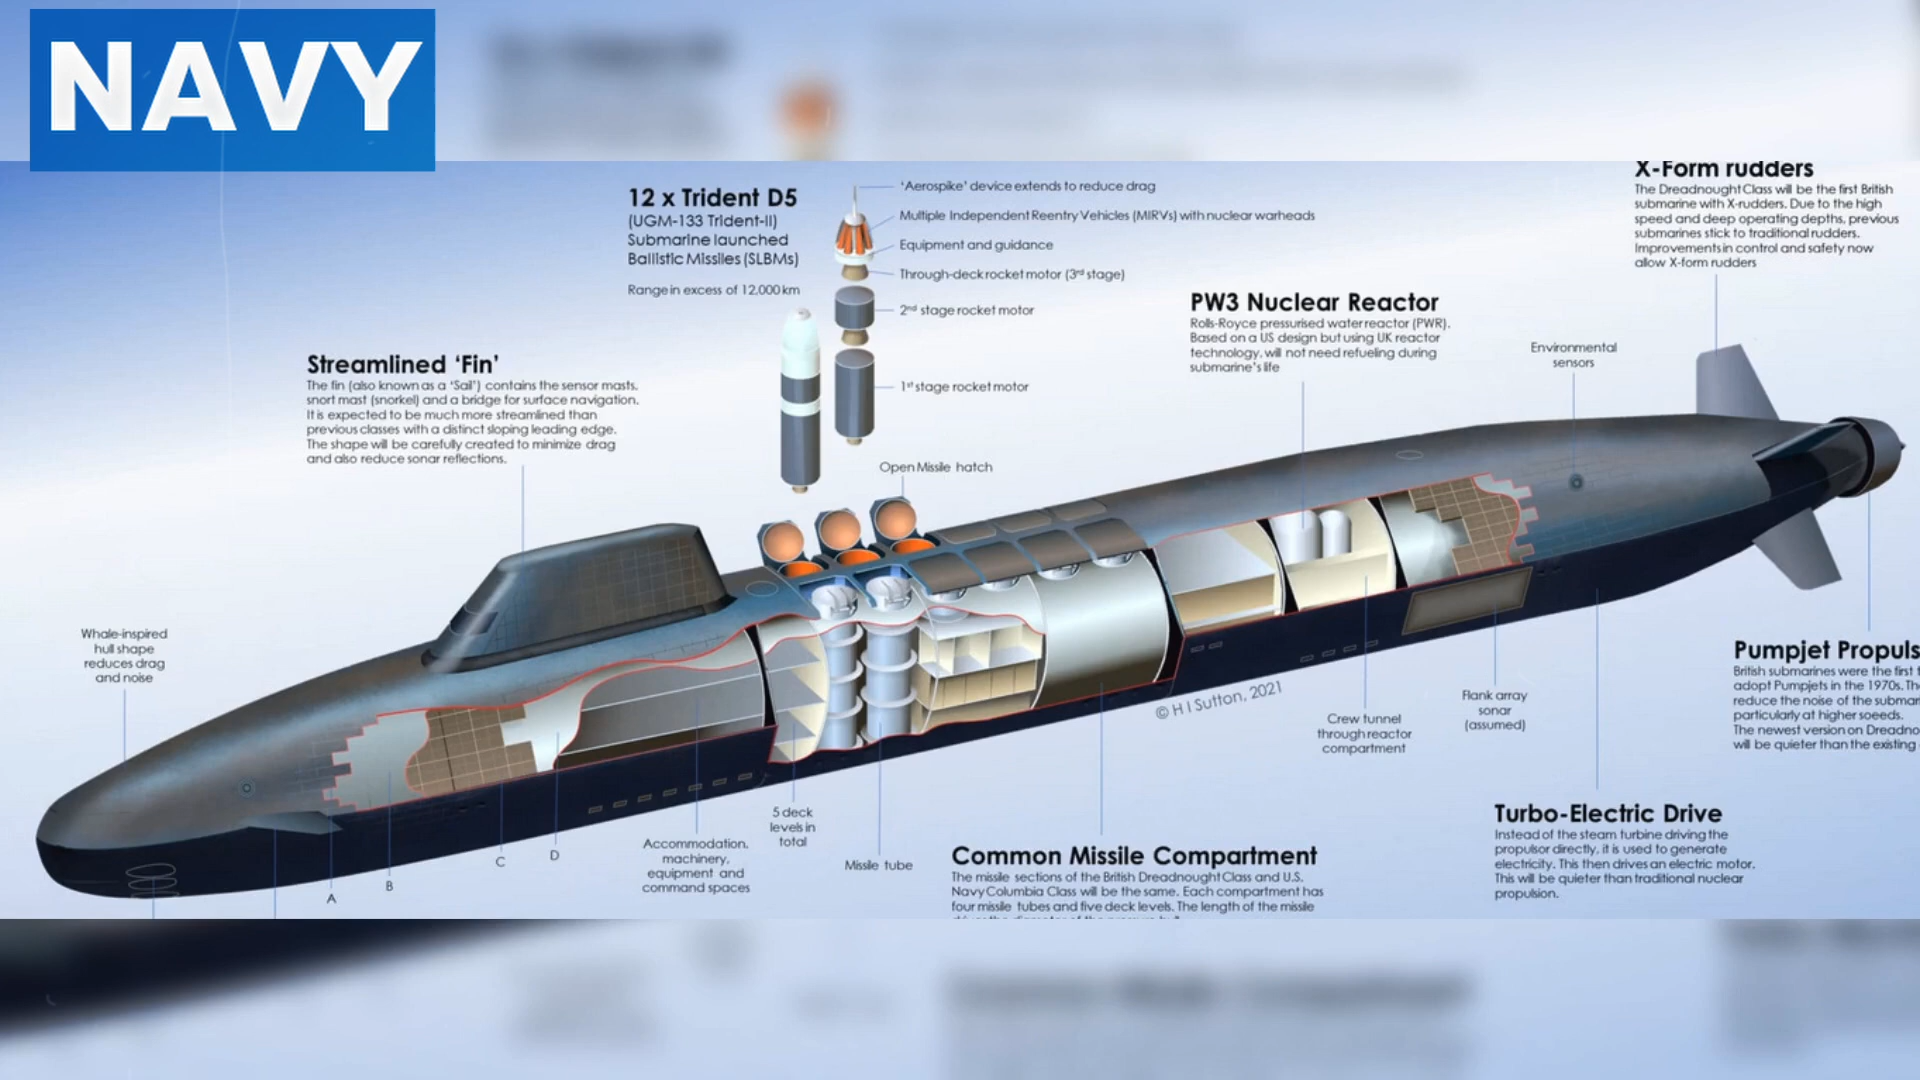 NAVY
12 x Trident D5
(UGM-133 Trident-II)
Submarine launched
Ballistic Missiles (SLBMs)
Range in excess of 12,000 km
'Aerospike' device extends to reduce drag
Multiple Independent Reentry Vehicles (MIRVs) with nuclear warheads
Equipment and guidance
Through-deck rocket motor (3rd stage)
2nd stage rocket motor
1st stage rocket motor
Open Missile hatch
X-Form rudders
The Dreadnought Class will be the first British
submarine with X-rudders. Due to the high
speed and deep operating depths, previous
submarines stick to traditional rudders.
Improvements in control and safety now
allow X-form rudders
PW3 Nuclear Reactor
Rolls-Royce pressurised water reactor (PWR).
Based on a US design but using UK reactor
technology, will not need refueling during
submarine's life
Environmental
sensors
Streamlined 'Fin'
The fin (also known as a 'Sail') contains the sensor masts,
snort mast (snorkel) and a bridge for surface navigation.
It is expected to be much more streamlined than
previous classes with a distinct sloping leading edge.
The shape will be carefully created to minimize drag
and also reduce sonar reflections.
Whale-inspired
hull shape
reduces drag
and noise
Pumpjet Propuls
British submarines were the first t
adopt Pumpjets in the 1970s. The
reduce the noise of the submar
particularly at higher soeeds.
The newest version on Dreadno
will be quieter than the existing
© H I Sutton, 2021
Flank array
sonar
(assumed)
Crew tunnel
through reactor
compartment
A
B
C
D
Accommodation,
machinery,
equipment and
command spaces
5 deck
levels in
total
Missile tube
Common Missile Compartment
The missile sections of the British Dreadnought Class and U.S.
Navy Columbia Class will be the same. Each compartment has
four missile tubes and five deck levels. The length of the missile
Turbo-Electric Drive
Instead of the steam turbine driving the
propulsor directly, it is used to generate
electricity. This then drives an electric motor.
This will be quieter than traditional nuclear
propulsion.